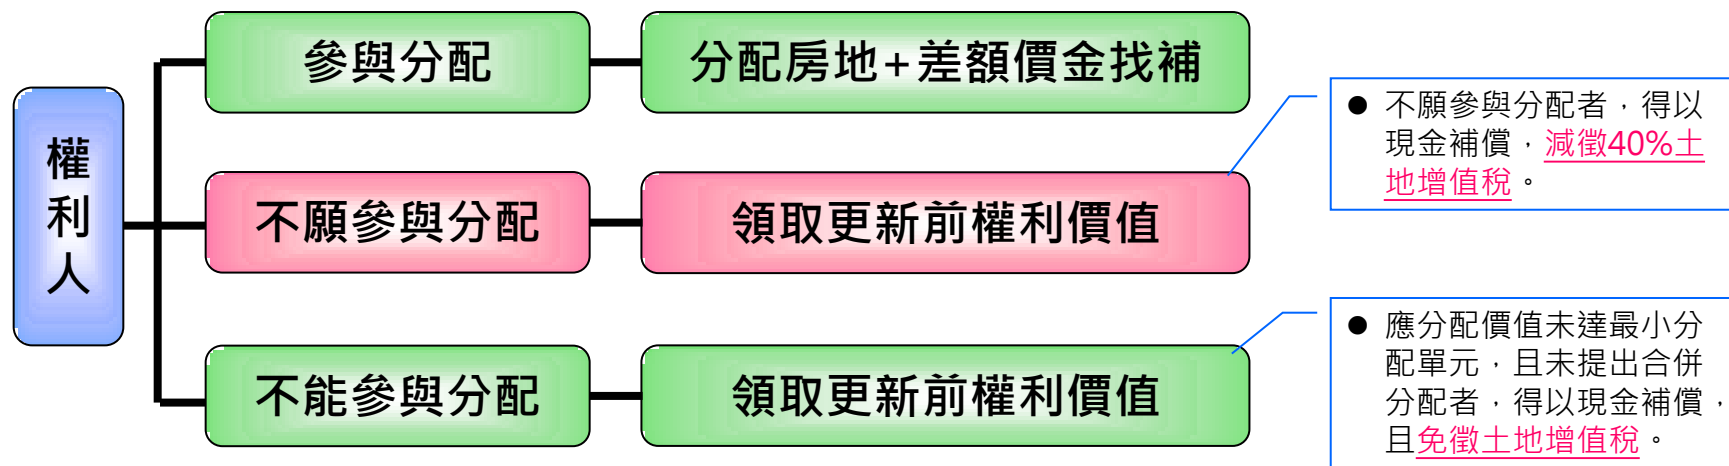 權利人
參與分配
分配房地+差額價金找補
不願參與分配
領取更新前權利價值
● 不願參與分配者，得以
現金補償，減徵40%土
地增值稅。
不能參與分配
領取更新前權利價值
● 應分配價值未達最小分
配單元，且未提出合併
分配者，得以現金補償，
且免徵土地增值稅。